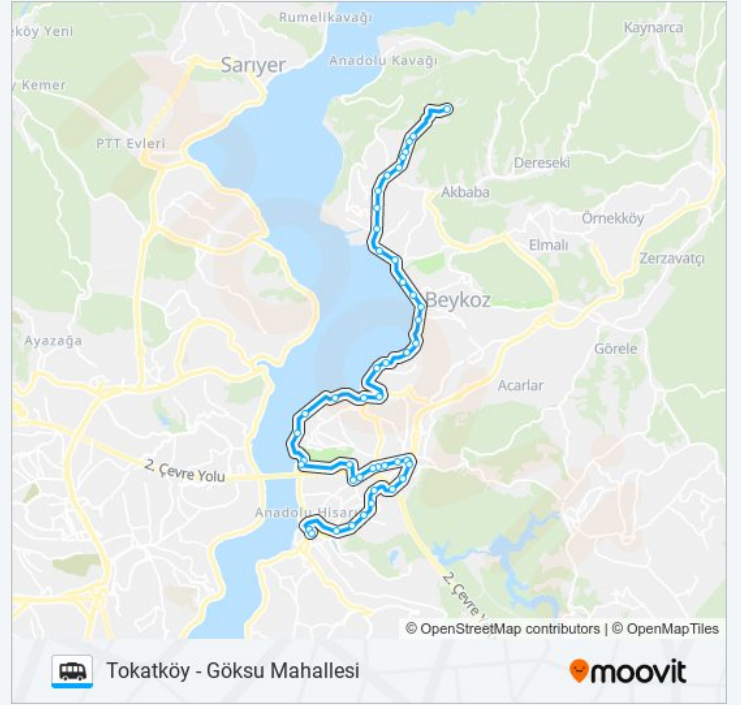 Rumelikavağı
Kaynarca
Anadolu Kavağı
köy Yeni
Sarıyer
y Kemer
PTT Evleri
Dereseki
Akbaba
Örnekköy
Elmalı
Zerzavatçı
Beykoz
Ayazağa
Görele
Acarlar
2. Çevre Yolu
Anadolu Hisarı
2. Çevre Y
© OpenStreetMap contributors | © OpenMapTiles
Tokatköy - Göksu Mahallesi
moovit